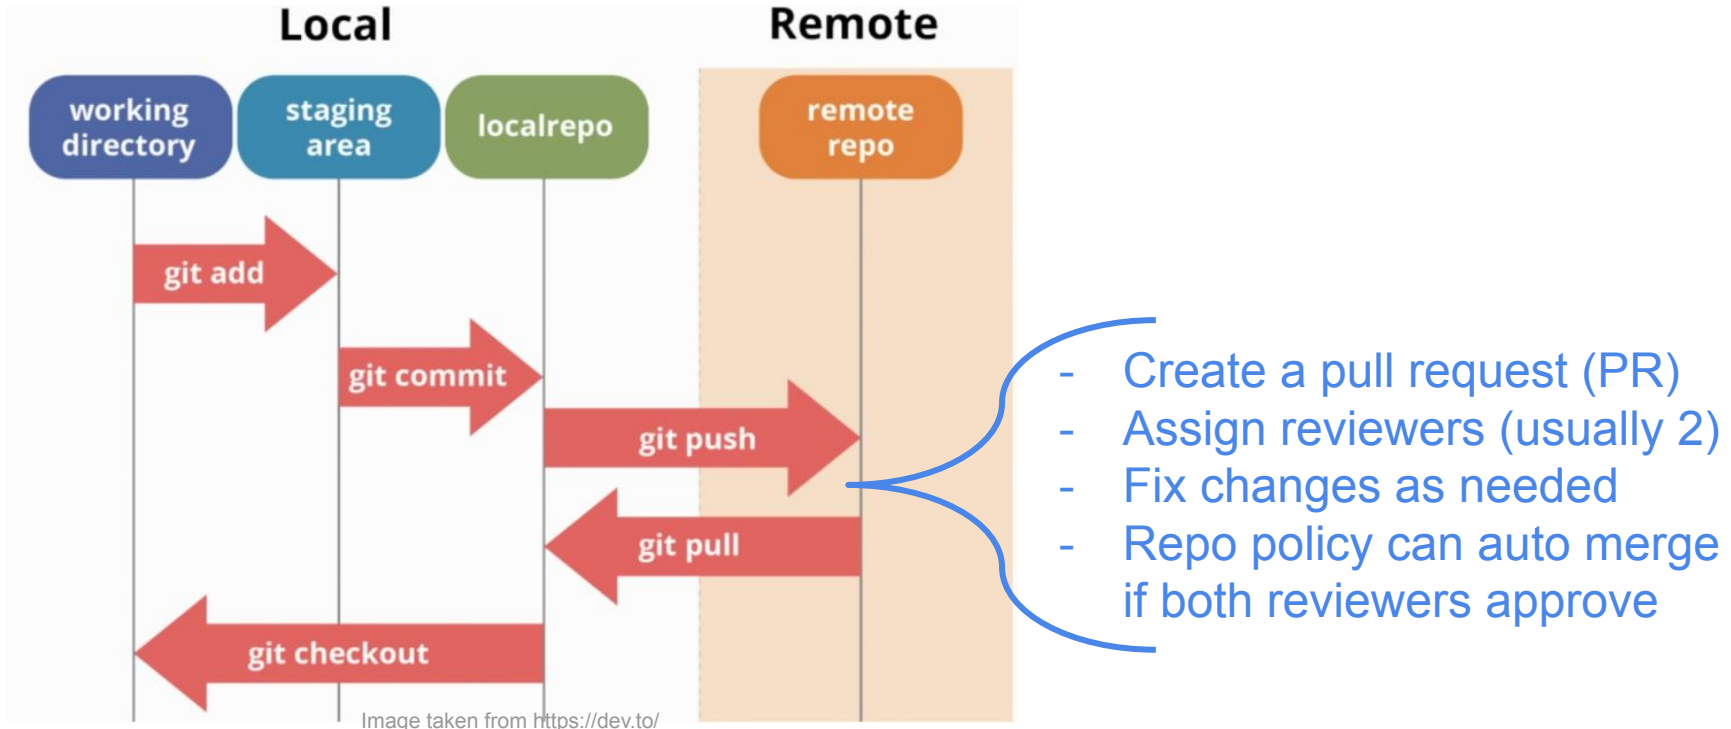 Local
Remote
working
directory
staging
area
localrepo
remote
repo
git add
git commit
git push
git pull
git checkout
- Create a pull request (PR)
- Assign reviewers (usually 2)
- Fix changes as needed
- Repo policy can auto merge
if both reviewers approve
Image taken from https://dev.to/